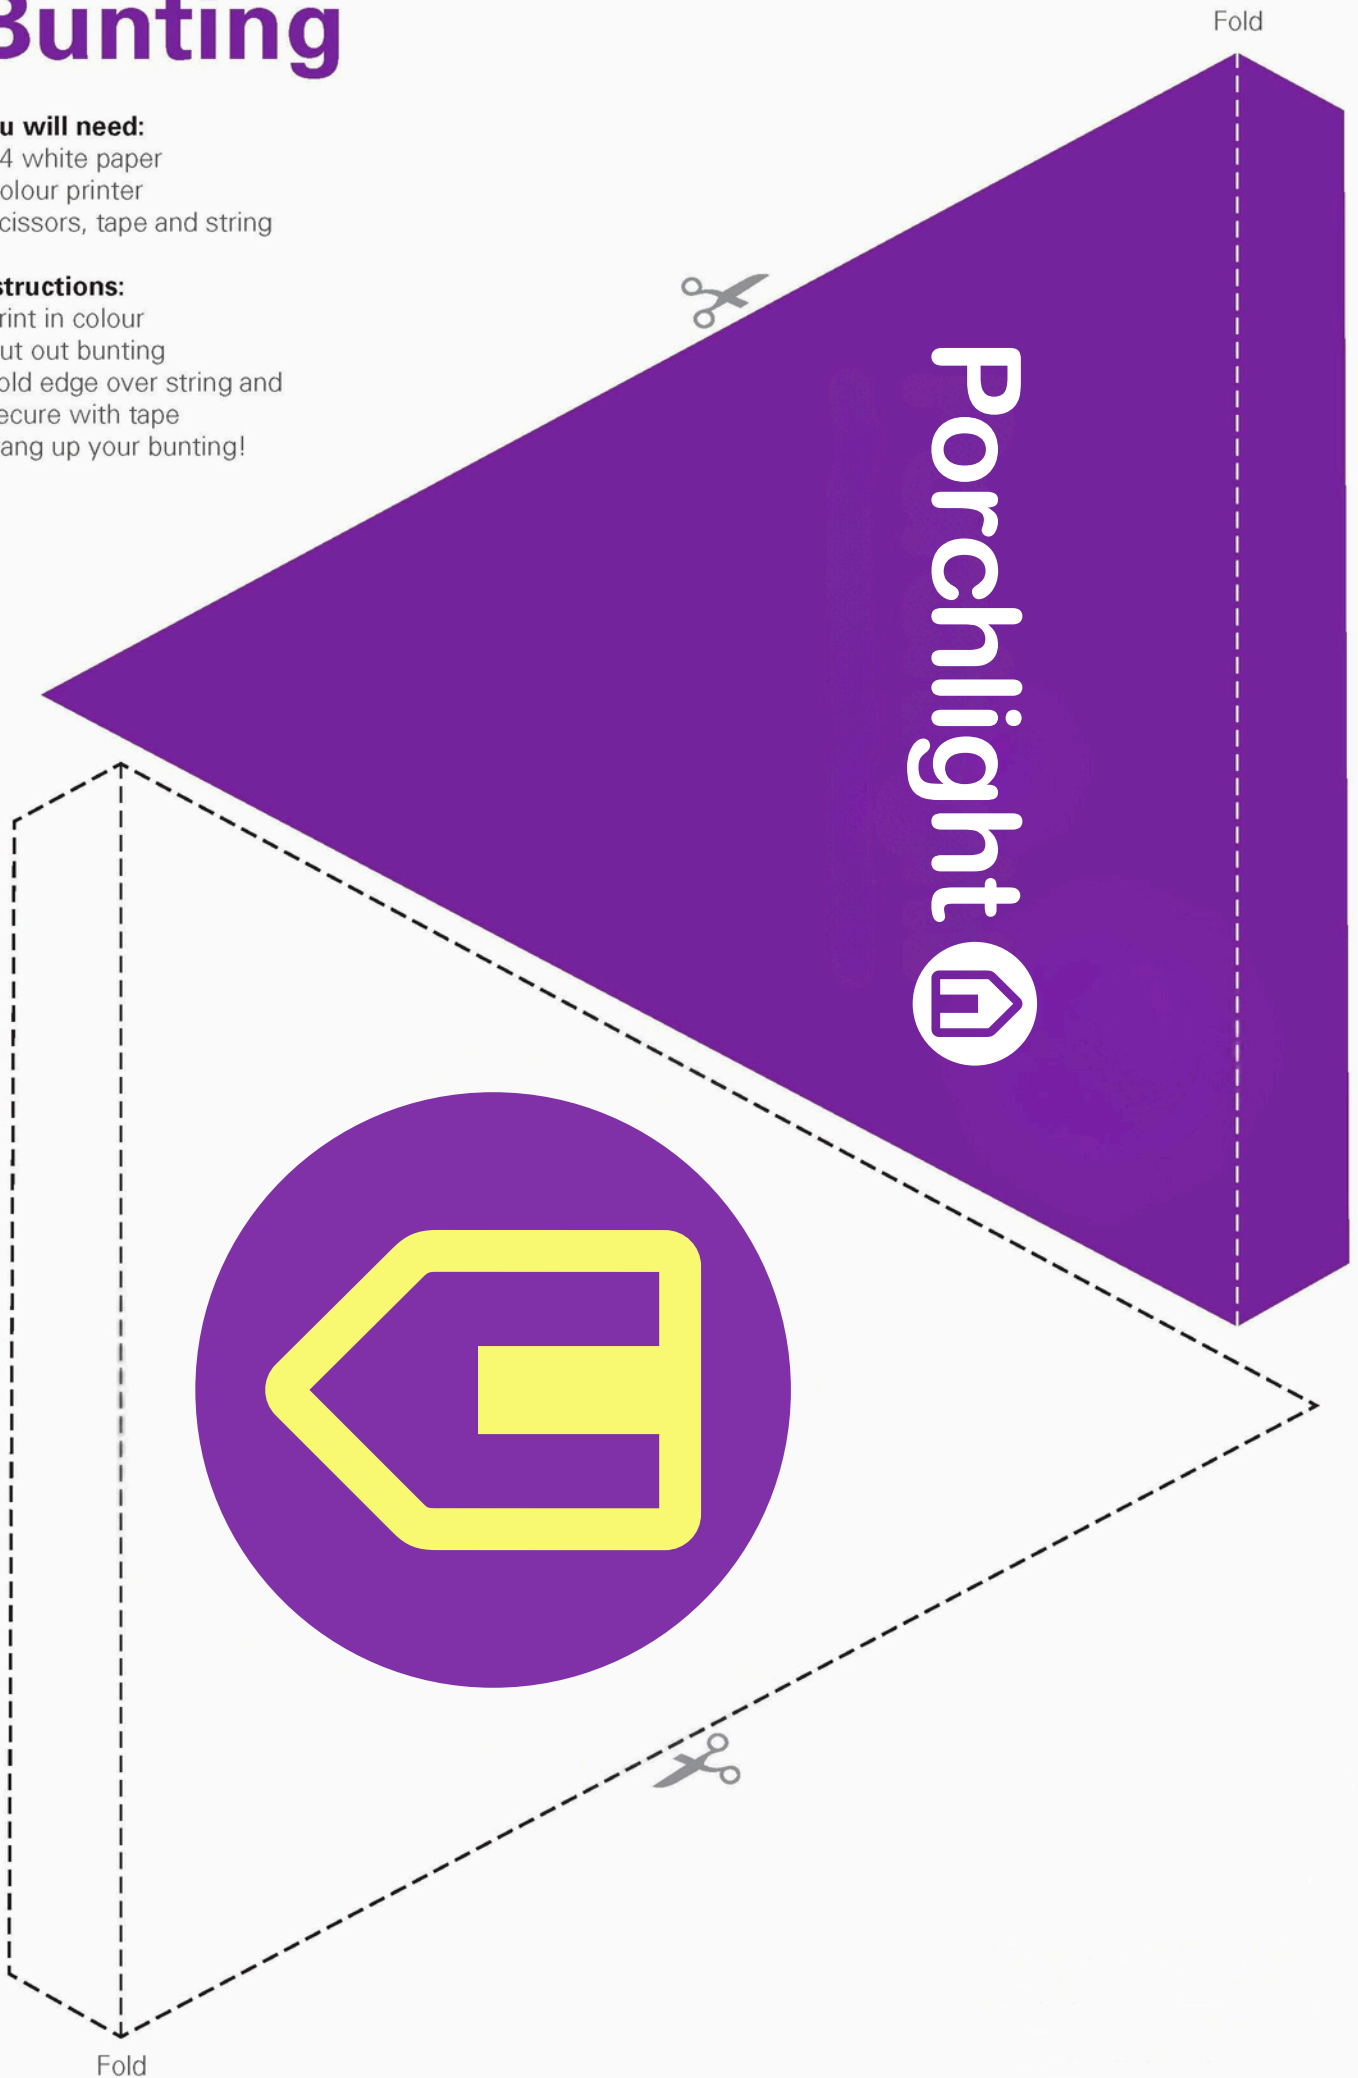 Bunting
u will need:
4 white paper
olour printer
cissors, tape and string
structions:
rint in colour
ut out bunting
old edge over string and
ecure with tape
ang up your bunting!
Fold
Porchlight
Fold